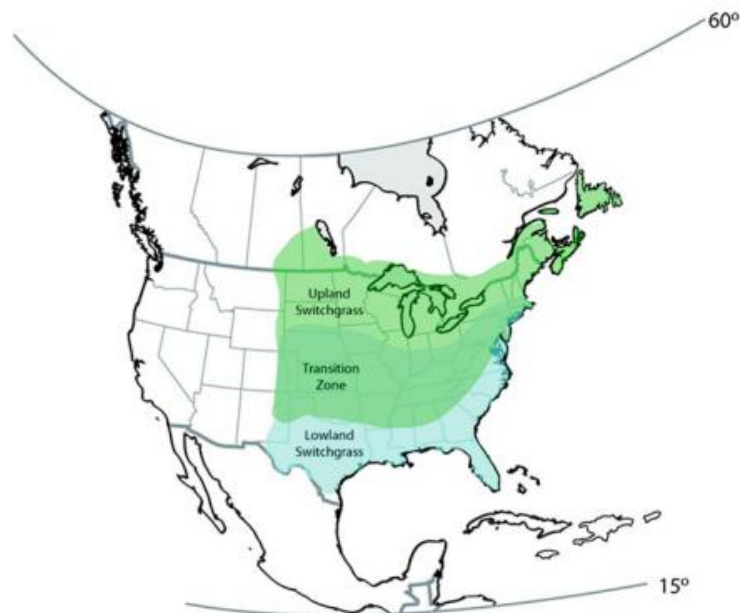 60º
Upland
Switchgrass
Transition
Zone
Lowland
Switchgrass
15º